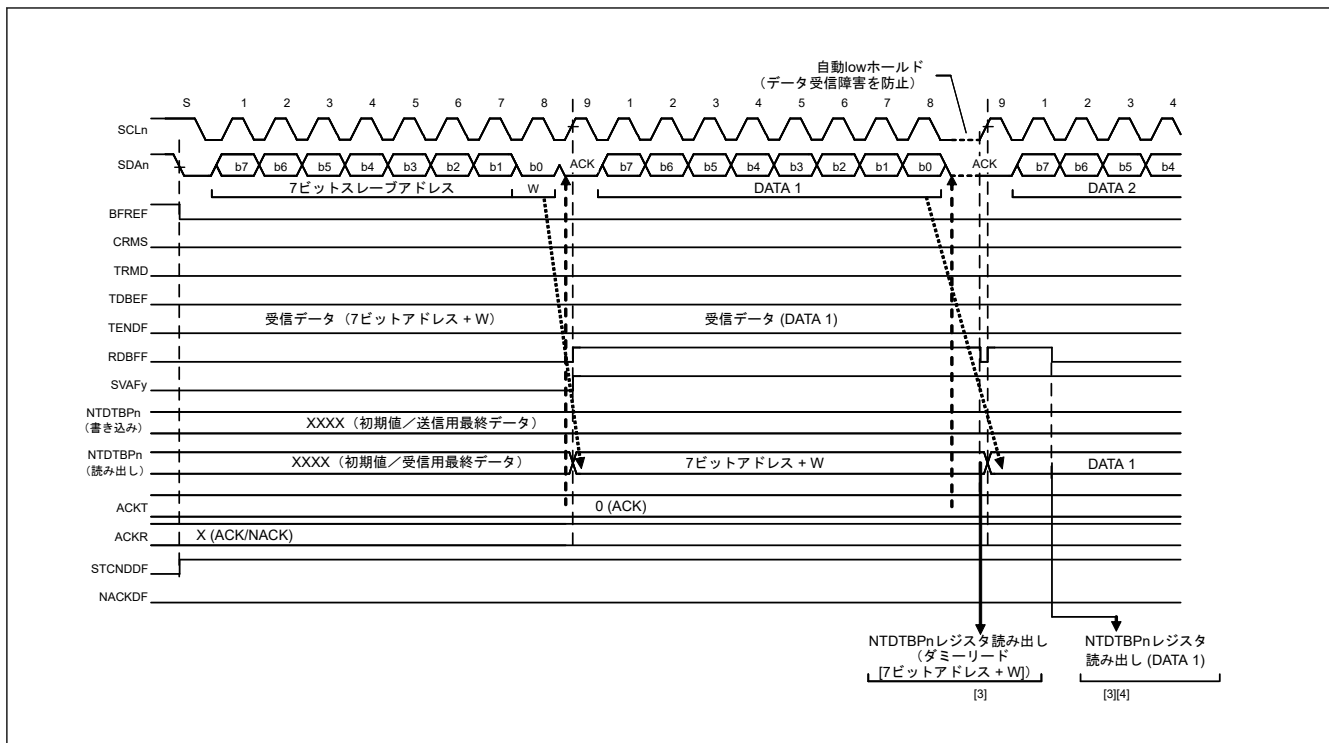 自動lowホールド
（データ受信障害を防止）
S 1 2 3 4 5 6 7 8 9 1 2 3 4 5 6 7 8 9 1 2 3 4
SCLn
SDAn b7 b6 b5 b4 b3 b2 b1 b0 ACK b7 b6 b5 b4 b3 b2 b1 b0 ACK b7 b6 b5 b4
7ビットスレーブアドレス W DATA 1 DATA 2
BFREF
CRMS
TRMD
TDBEF
TENDF 受信データ（7ビットアドレス + W） 受信データ (DATA 1)
RDBFF
SVAFy
NTDTBPn
（書き込み） XXXX（初期値／送信用最終データ）
NTDTBPn
（読み出し） XXXX（初期値／受信用最終データ） 7ビットアドレス + W DATA 1
ACKT 0 (ACK)
ACKR X (ACK/NACK)
STCNDDF
NACKDF
NTDTBPnレジスタ読み出し
（ダミーリード
[7ビットアドレス + W]）
[3]
NTDTBPnレジスタ
読み出し (DATA 1)
[3][4]